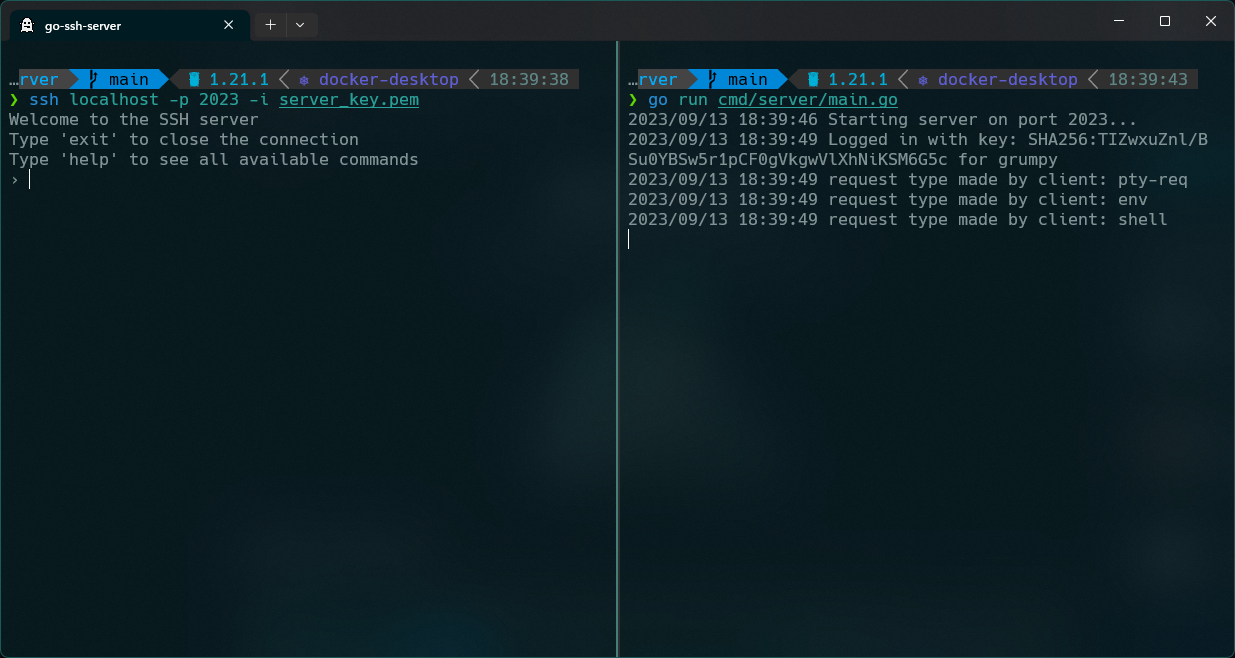 go-ssh-server
…rver main 1.21.1 docker-desktop 18:39:38
❯ ssh localhost -p 2023 -i server_key.pem
Welcome to the SSH server
Type 'exit' to close the connection
Type 'help' to see all available commands
›
…rver main 1.21.1 docker-desktop 18:39:43
❯ go run cmd/server/main.go
2023/09/13 18:39:46 Starting server on port 2023...
2023/09/13 18:39:49 Logged in with key: SHA256:TIZwxuZnl/B
Su0YBSw5r1pCF0gVkgwVlXhNiKSM6G5c for grumpy
2023/09/13 18:39:49 request type made by client: pty-req
2023/09/13 18:39:49 request type made by client: env
2023/09/13 18:39:49 request type made by client: shell